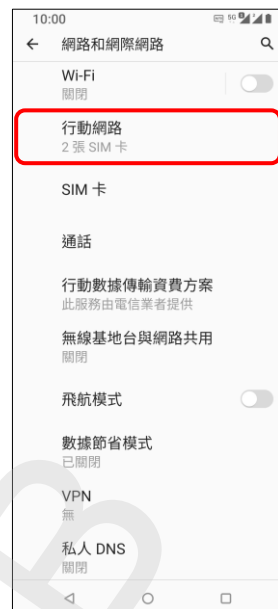 10:00
5G
網路和網際網路
Wi-Fi
關閉
行動網路
2 張 SIM 卡
SIM 卡
通話
行動數據傳輸資費方案
此服務由電信業者提供
無線基地台與網路共用
關閉
飛航模式
數據節省模式
已關閉
VPN
無
私人 DNS
關閉